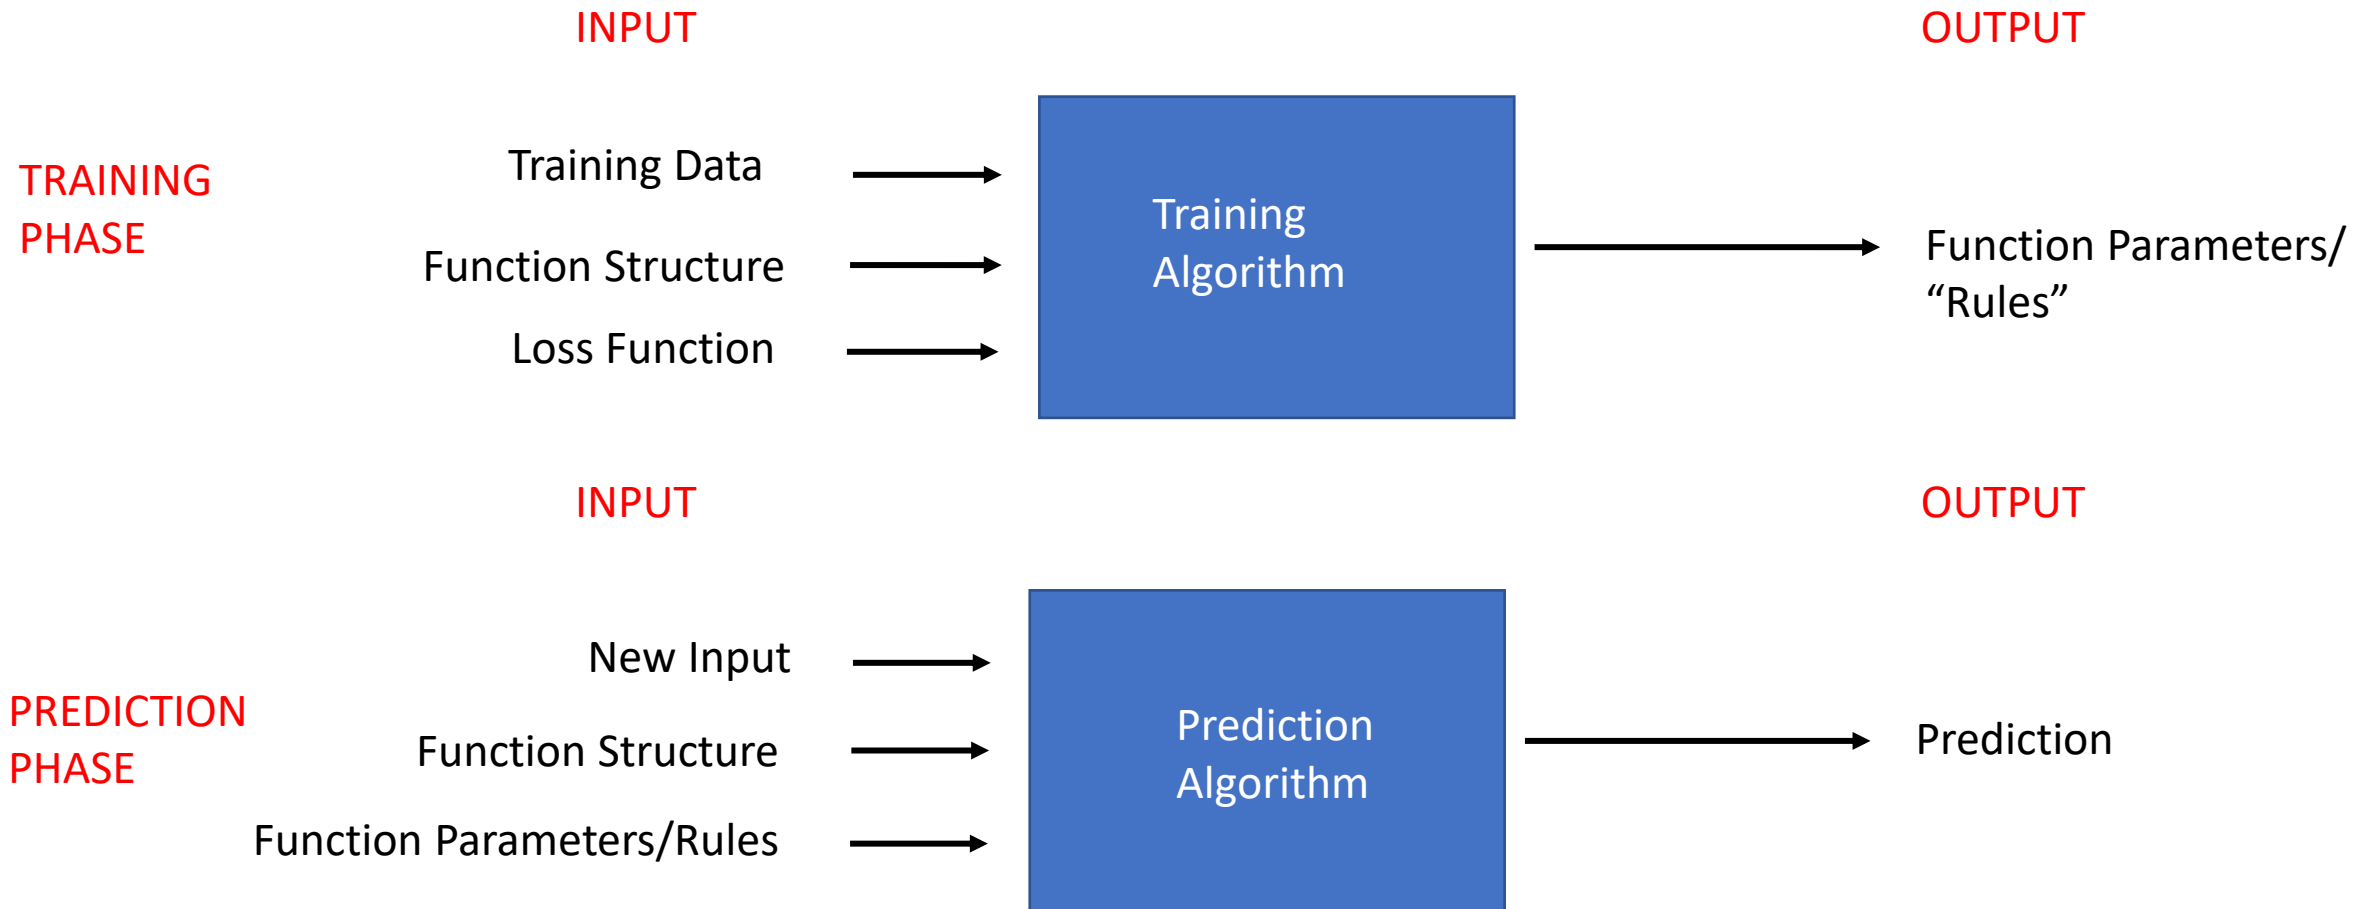 INPUT
OUTPUT
TRAINING
PHASE
Training Data
Function Structure
Loss Function
Training
Algorithm
Function Parameters/
“Rules”
INPUT
OUTPUT
PREDICTION
PHASE
New Input
Function Structure
Function Parameters/Rules
Prediction
Algorithm
Prediction